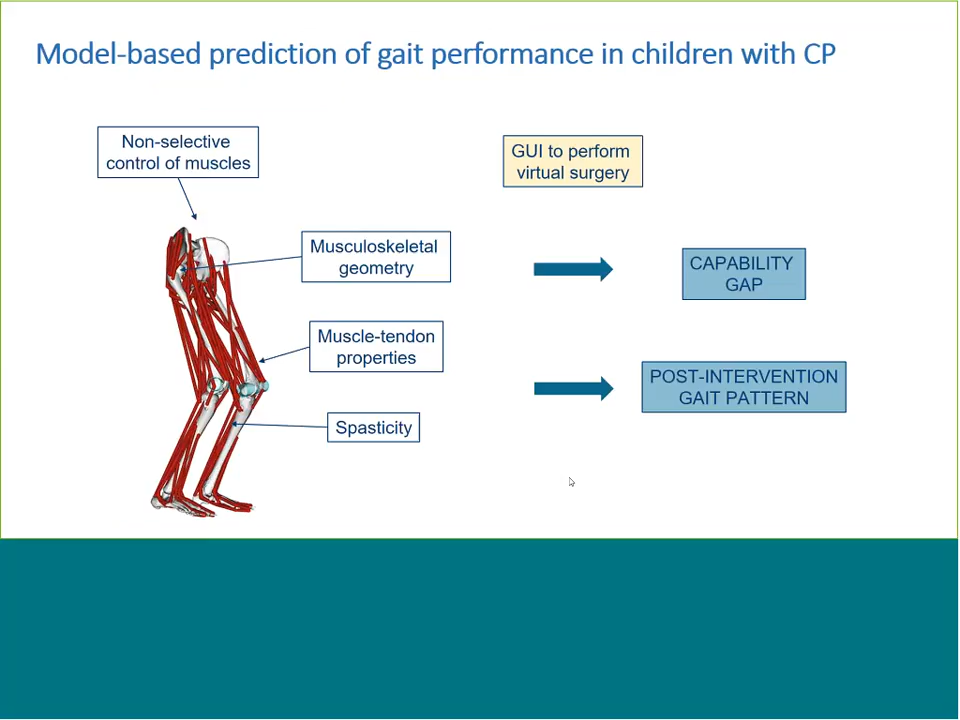 Model-based prediction of gait performance in children with CP
Non-selective
control of muscles
GUI to perform
virtual surgery
Musculoskeletal
geometry
CAPABILITY
GAP
Muscle-tendon
properties
POST-INTERVENTION
GAIT PATTERN
Spasticity